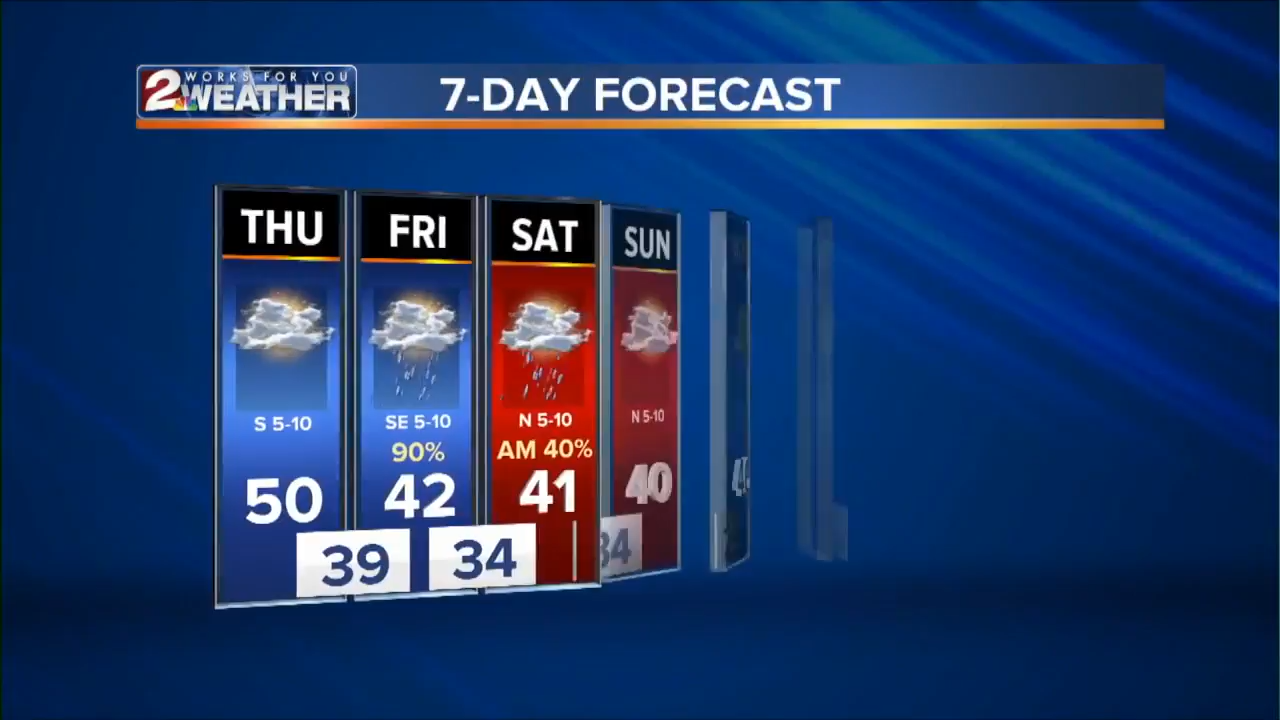 2 WORKS FOR YOU
WEATHER
7-DAY FORECAST
THU
FRI
SAT
SUN
S 5-10
SE 5-10
N 5-10
N 5-10
90%
AM 40%
50
42
41
40
39
34
34